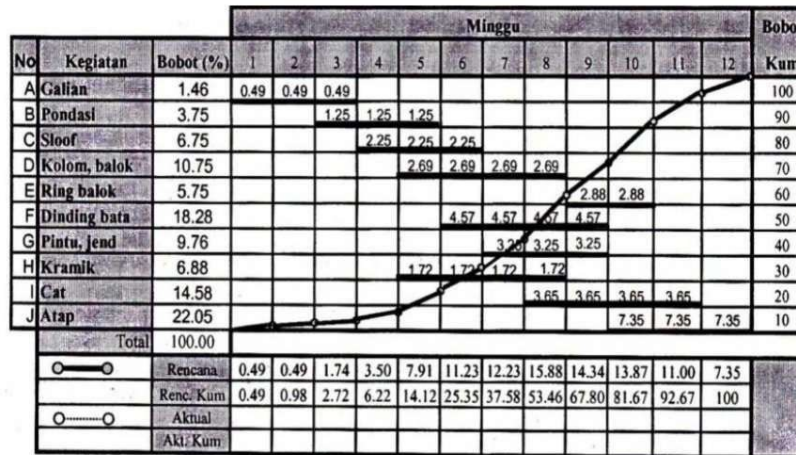 Minggu Bobo
No Kegiatan Bobot (%) 1 2 3 4 5 6 7 8 9 10 11 12 Kum
A Galian 1.46 0.49 0.49 0.49 100
B Pondasi 3.75 1.25 1.25 1.25 90
C Sloof 6.75 2.25 2.25 2.25 80
D Kolom, balok 10.75 2.69 2.69 2.69 2.69 70
E Ring balok 5.75 2.88 2.88 60
F Dinding bata 18.28 4.57 4.57 4.57 4.57 50
G Pintu, jend 9.76 3.25 3.25 3.25 40
H Kramik 6.88 1.72 1.72 1.72 1.72 30
I Cat 14.58 3.65 3.65 3.65 3.65 20
J Atap 22.05 7.35 7.35 7.35 10
Total 100.00
Rencana 0.49 0.49 1.74 3.50 7.91 11.23 12.23 15.88 14.34 13.87 11.00 7.35
Renc. Kum 0.49 0.98 2.72 6.22 14.12 25.35 37.58 53.46 67.80 81.67 92.67 100
Aktual
Akt. Kum